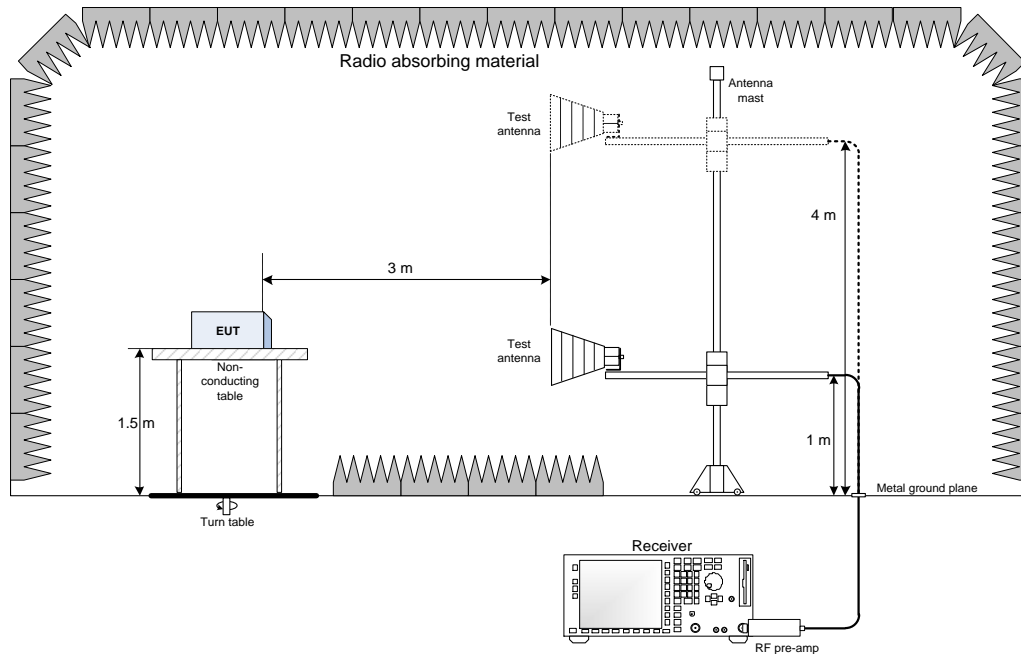 Radio absorbing material
Antenna
mast
Test
antenna
4 m
3 m
EUT
Test
antenna
Non-
conducting
table
1.5 m
1 m
Metal ground plane
Turn table
Receiver
RF pre-amp